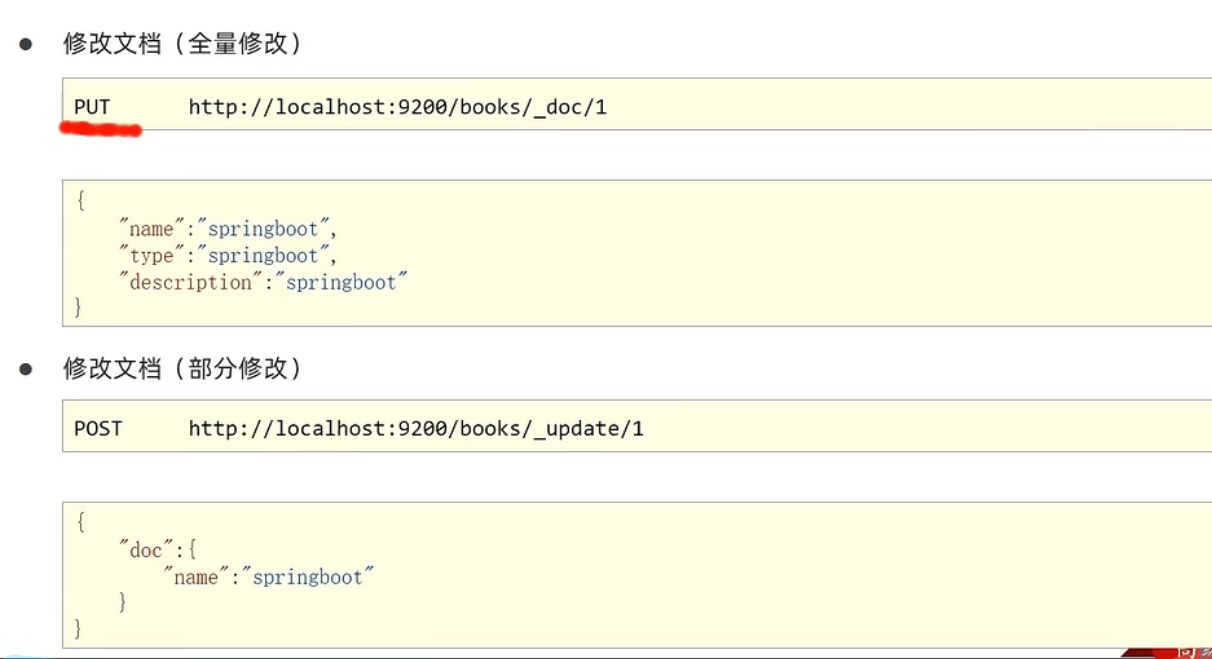 ● 修改文档（全量修改）
PUT http://localhost:9200/books/_doc/1
{
"name":"springboot",
"type":"springboot",
"description":"springboot"
}
● 修改文档（部分修改）
POST http://localhost:9200/books/_update/1
{
"doc":{
"name":"springboot"
}
}